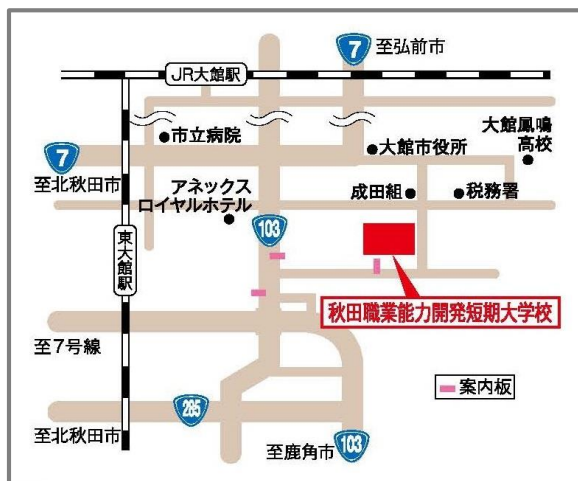 7
至弘前市
JR大館駅
大館鳳鳴
高校
市立病院
大館市役所
7
至北秋田市
アネックス
ロイヤルホテル
成田組
税務署
103
東大館駅
秋田職業能力開発短期大学校
至7号線
案内板
285
至北秋田市
至鹿角市
103